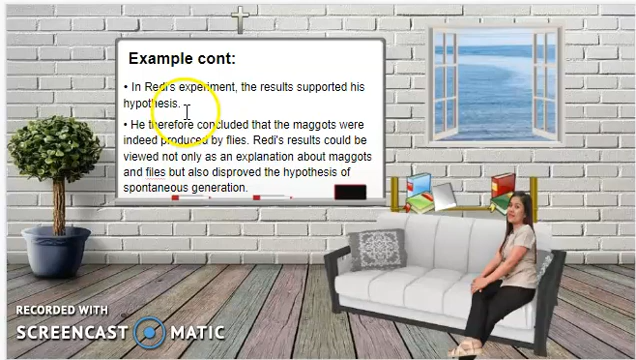 Example cont:
• In Redi's experiment, the results supported his
hypothesis.
• He therefore concluded that the maggots were
indeed produced by flies. Redi's results could be
viewed not only as an explanation about maggots
and files but also disproved the hypothesis of
spontaneous generation.
RECORDED WITH
SCREENCAST MATIC